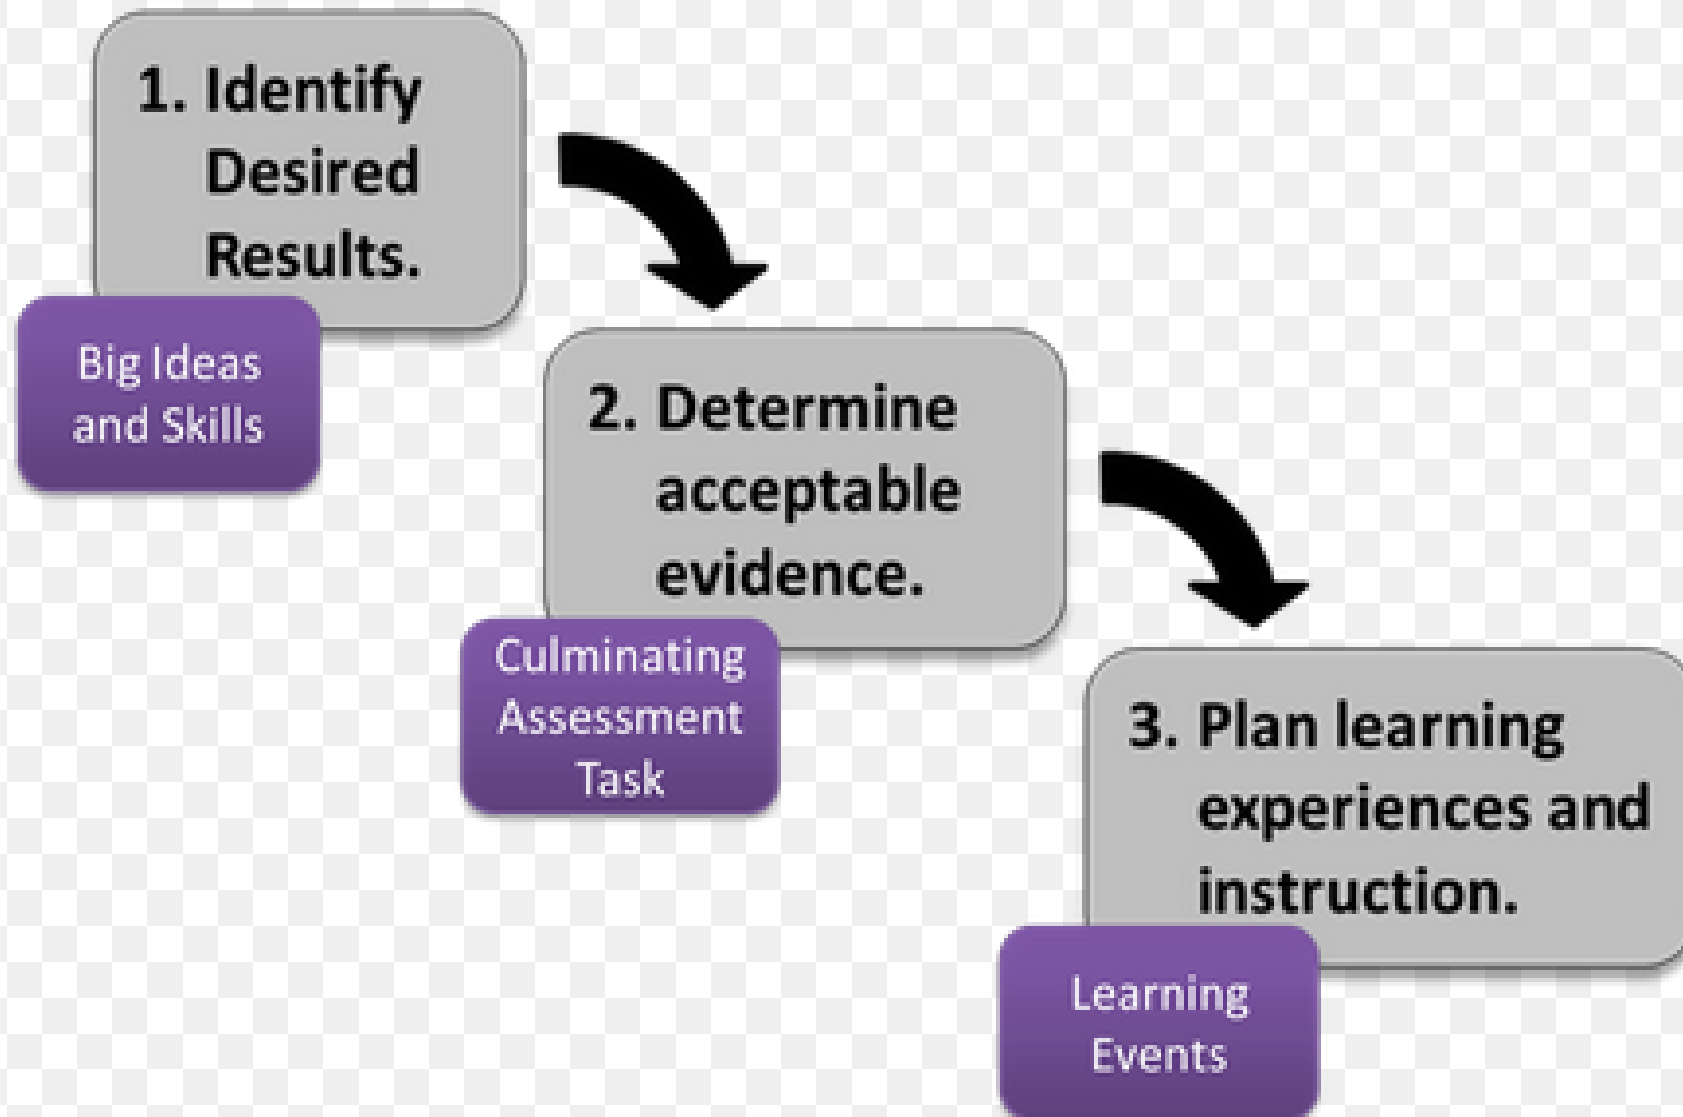 1. Identify
Desired
Results.
Big Ideas
and Skills
2. Determine
acceptable
evidence.
Culminating
Assessment
Task
3. Plan learning
experiences and
instruction.
Learning
Events